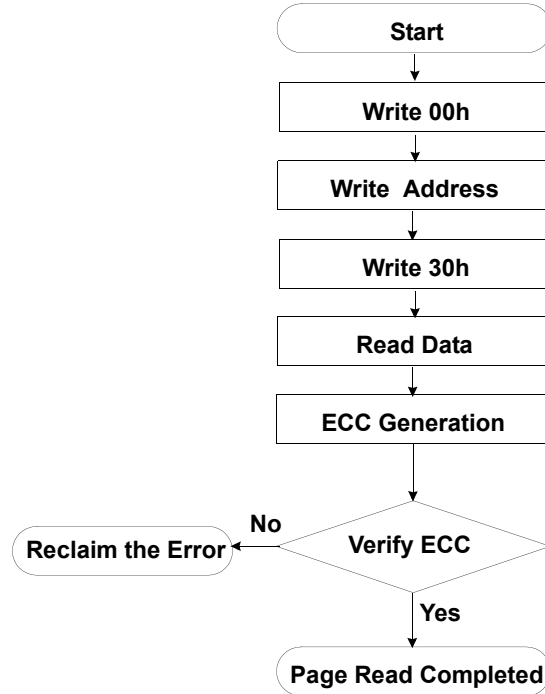 Start
Write 00h
Write Address
Write 30h
Read Data
ECC Generation
No
Reclaim the Error
Verify ECC
Yes
Page Read Completed